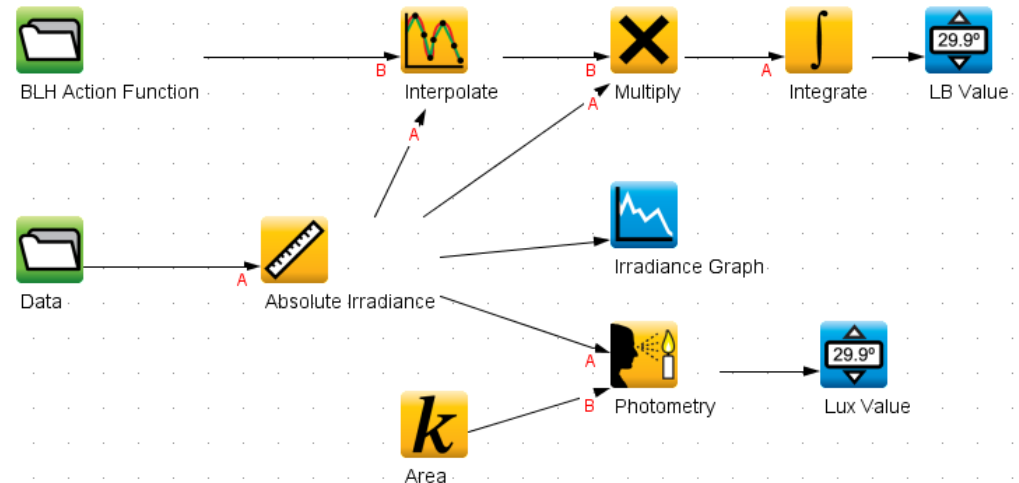 29.9º
B
B
A
BLH Action Function
Interpolate
Multiply
Integrate
LB Value
A
A
Irradiance Graph
A
Data
Absolute Irradiance
29.9º
A
k
B
Photometry
Lux Value
Area